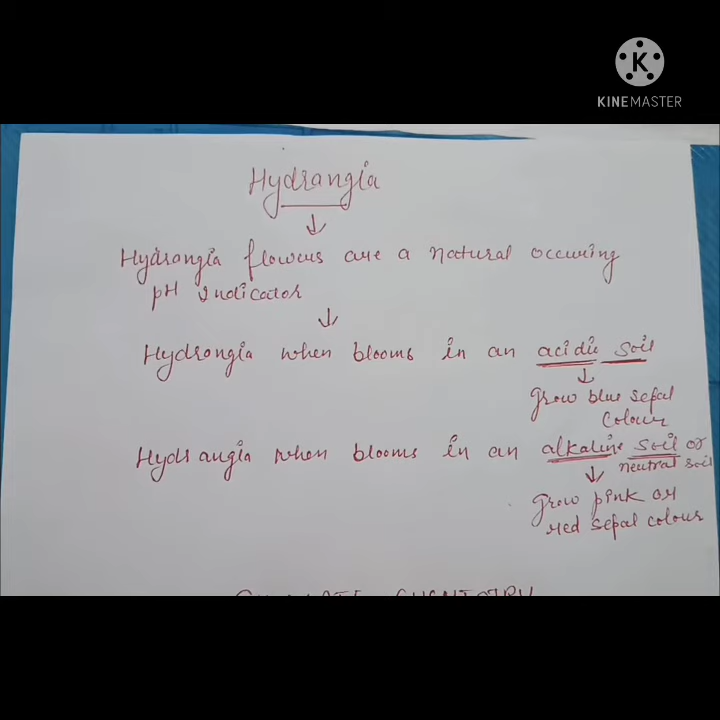 KINEMASTER
Hydrangia
Hydrangia flowers are a natural occuring
pH Indicator
Hydrangia when blooms in an acidic soil
Grow blue sepal
colour
Hydrangia when blooms in an alkaline soil or
neutral soil
Grow pink or
red sepal colour